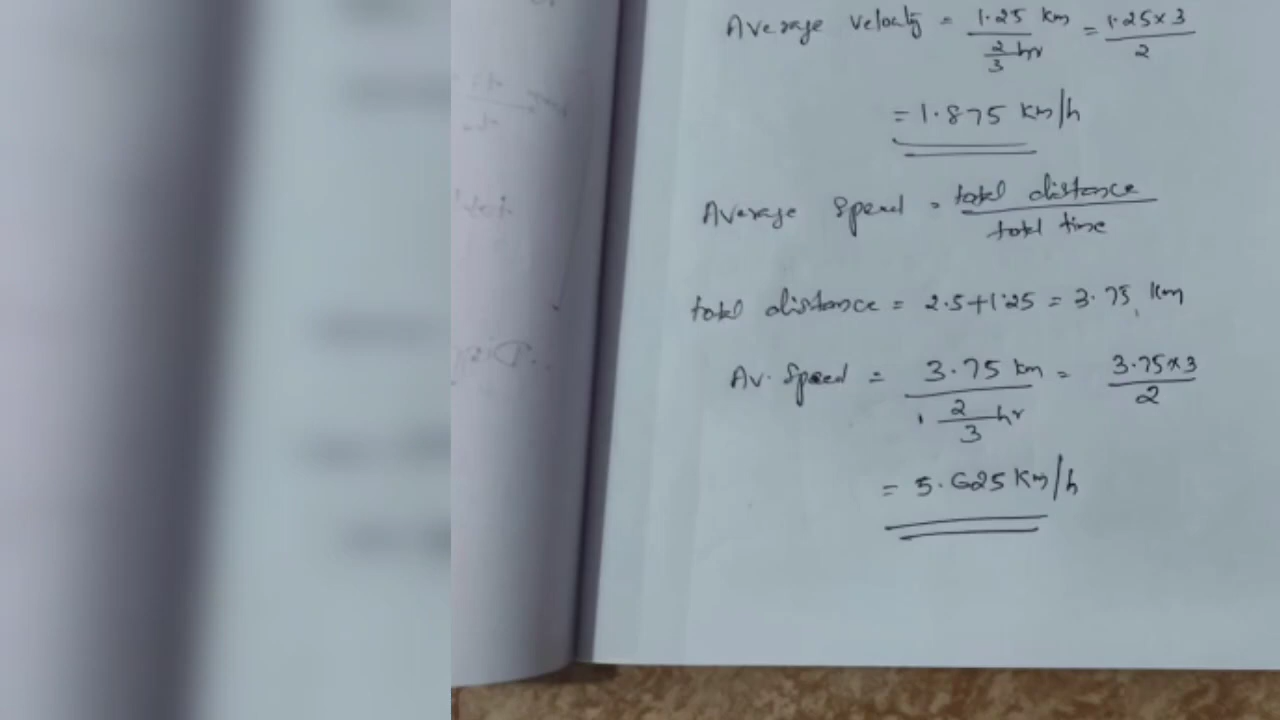 Average velocity = 1.25 km / 2/3 hr = 1.25 x 3 / 2
= 1.875 km/h
Average Speed = total distance / total time
total distance = 2.5+1.25 = 3.75 km
Av. Speed = 3.75 km / 2/3 hr = 3.75 x 3 / 2
= 5.625 Km/h